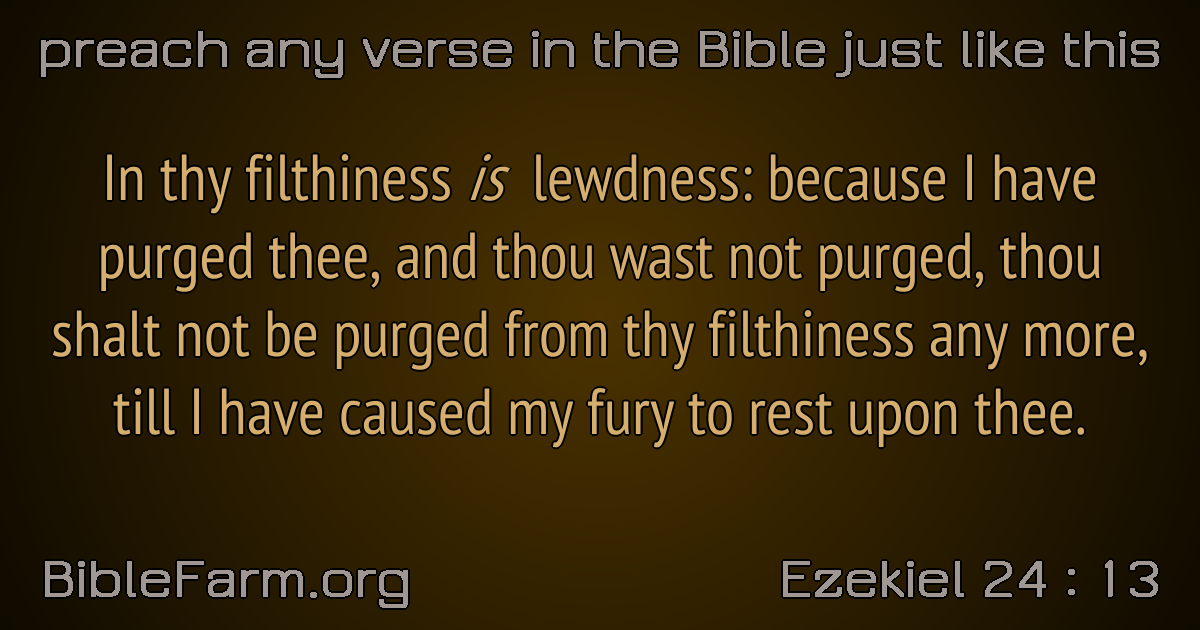 preach any verse in the Bible just like this
In thy filthiness is lewdness: because I have
purged thee, and thou wast not purged, thou
shalt not be purged from thy filthiness any more,
till I have caused my fury to rest upon thee.
BibleFarm.org
Ezekiel 24 : 13